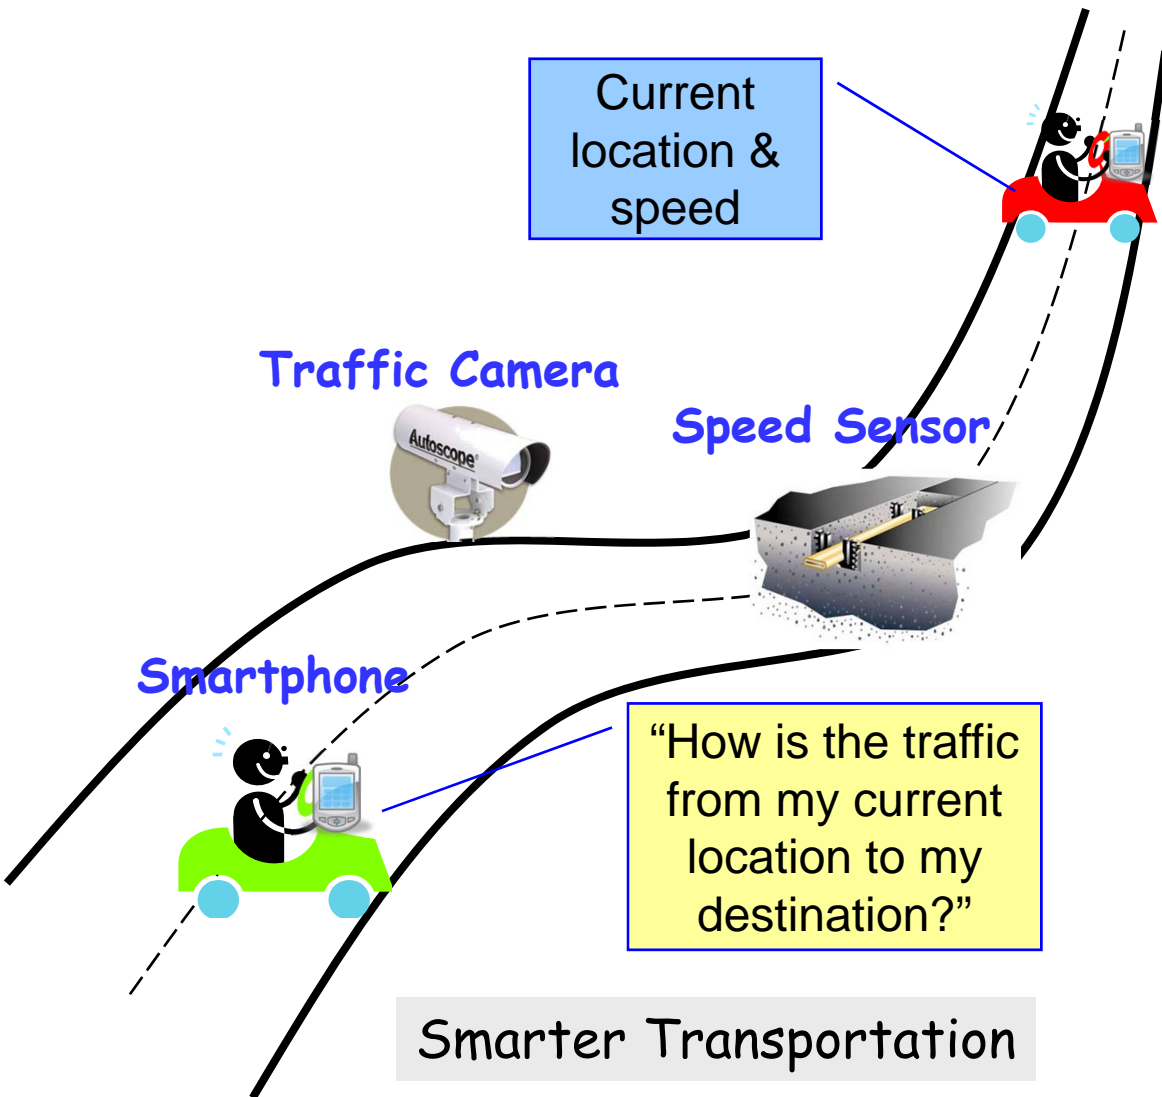 Current
location &
speed
Traffic Camera
Autoscope®
Speed Sensor
Smartphone
“How is the traffic
from my current
location to my
destination?”
Smarter Transportation